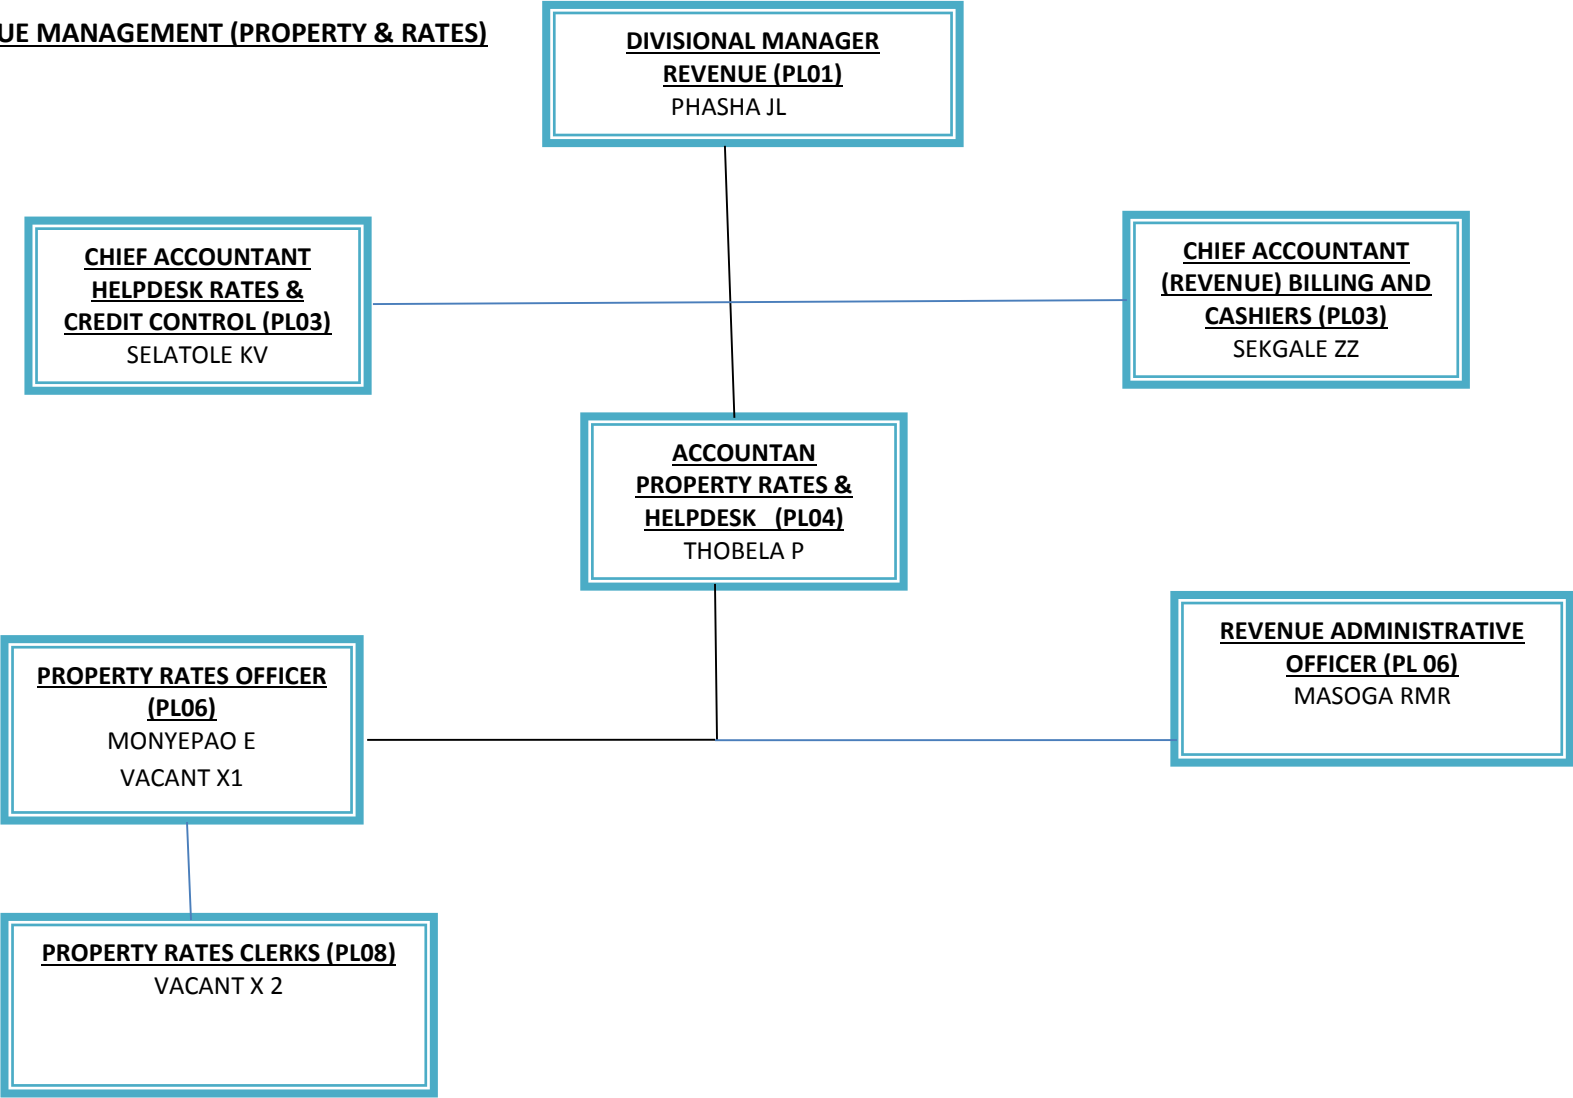 UE MANAGEMENT (PROPERTY & RATES)
DIVISIONAL MANAGER
REVENUE (PL01)
PHASHA JL
CHIEF ACCOUNTANT
HELPDESK RATES &
CREDIT CONTROL (PL03)
SELATOLE KV
CHIEF ACCOUNTANT
(REVENUE) BILLING AND
CASHIERS (PL03)
SEKGALE ZZ
ACCOUNTAN
PROPERTY RATES &
HELPDESK (PL04)
THOBELA P
PROPERTY RATES OFFICER
(PL06)
MONYEPAO E
VACANT X1
REVENUE ADMINISTRATIVE
OFFICER (PL 06)
MASOGA RMR
PROPERTY RATES CLERKS (PL08)
VACANT X 2